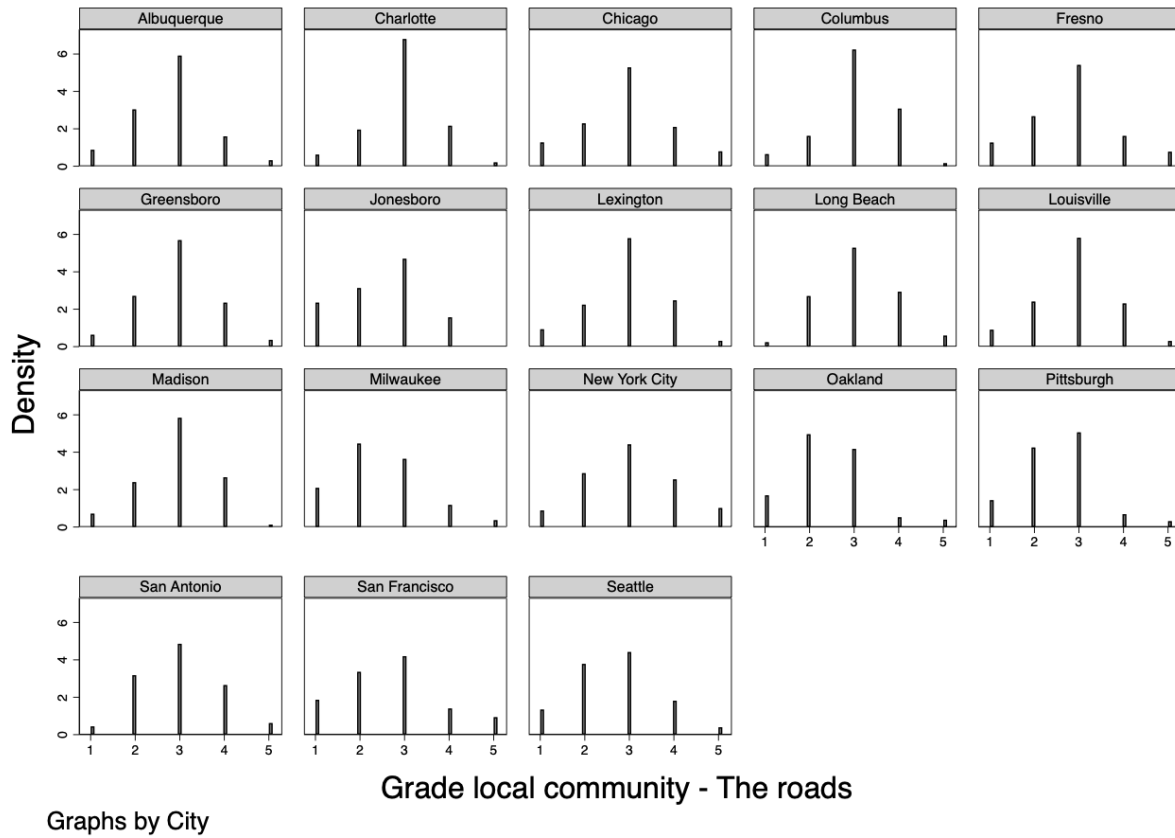 Albuquerque Charlotte Chicago Columbus Fresno
6
4
2
0
Greensboro Jonesboro Lexington Long Beach Louisville
6
4
2
0
Madison Milwaukee New York City Oakland Pittsburgh
6
4
2
0
1 2 3 4 5 1 2 3 4 5
San Antonio San Francisco Seattle
6
4
2
0
1 2 3 4 5 1 2 3 4 5 1 2 3 4 5
Density
Grade local community - The roads
Graphs by City